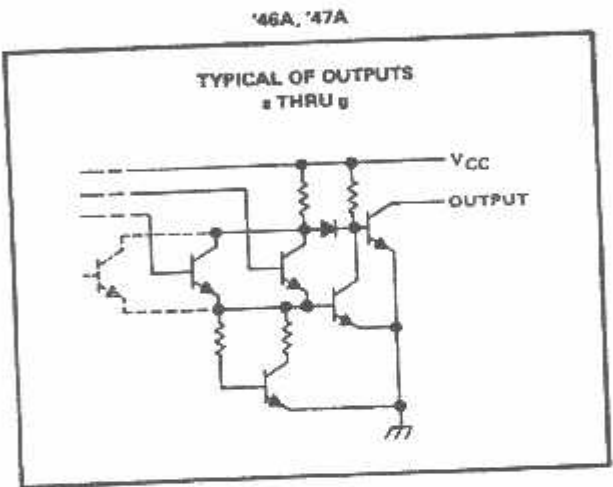 '46A, '47A
TYPICAL OF OUTPUTS
a THRU g
VCC
OUTPUT